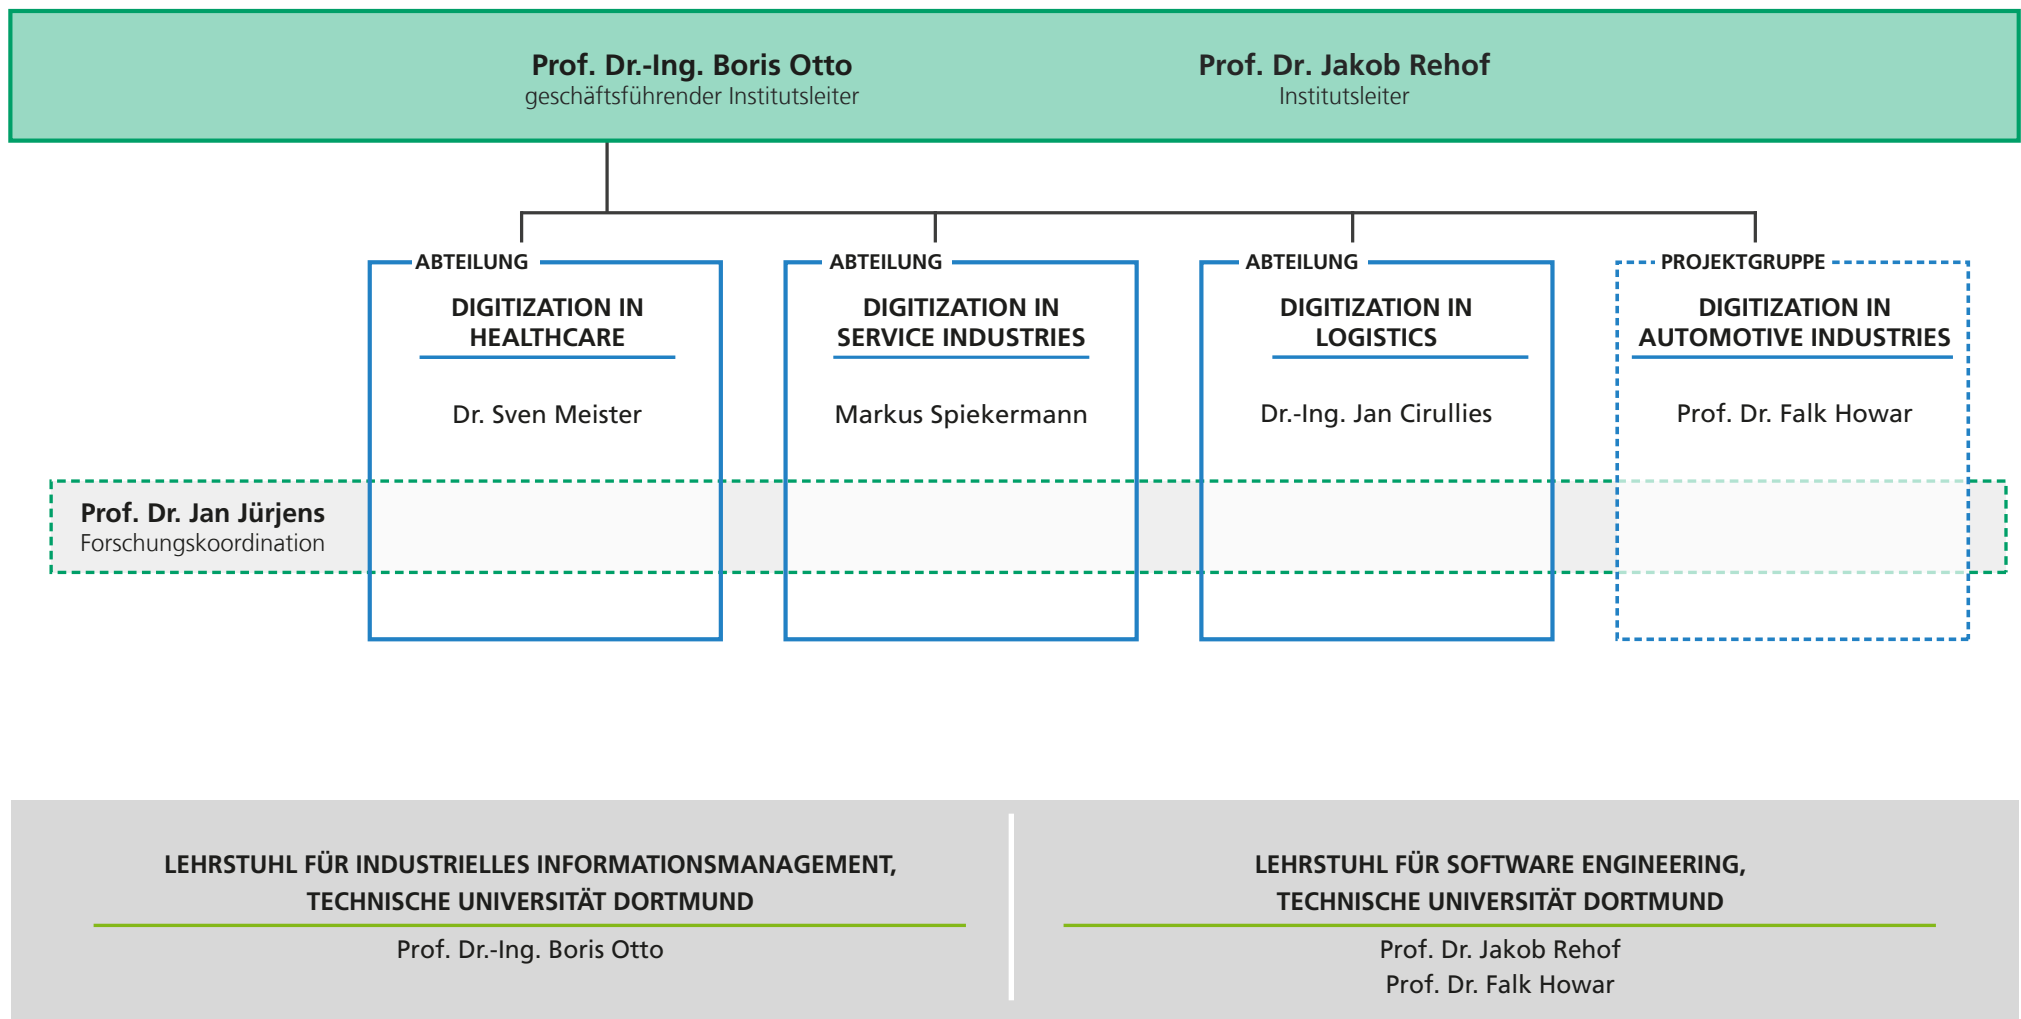 Prof. Dr.-Ing. Boris Otto
geschäftsführender Institutsleiter
Prof. Dr. Jakob Rehof
Institutsleiter
ABTEILUNG
DIGITIZATION IN
HEALTHCARE
Dr. Sven Meister
ABTEILUNG
DIGITIZATION IN
SERVICE INDUSTRIES
Markus Spiekermann
ABTEILUNG
DIGITIZATION IN
LOGISTICS
Dr.-Ing. Jan Cirullies
PROJEKTGRUPPE
DIGITIZATION IN
AUTOMOTIVE INDUSTRIES
Prof. Dr. Falk Howar
Prof. Dr. Jan Jürjens
Forschungskoordination
LEHRSTUHL FÜR INDUSTRIELLES INFORMATIONSMANAGEMENT,
TECHNISCHE UNIVERSITÄT DORTMUND
Prof. Dr.-Ing. Boris Otto
LEHRSTUHL FÜR SOFTWARE ENGINEERING,
TECHNISCHE UNIVERSITÄT DORTMUND
Prof. Dr. Jakob Rehof
Prof. Dr. Falk Howar